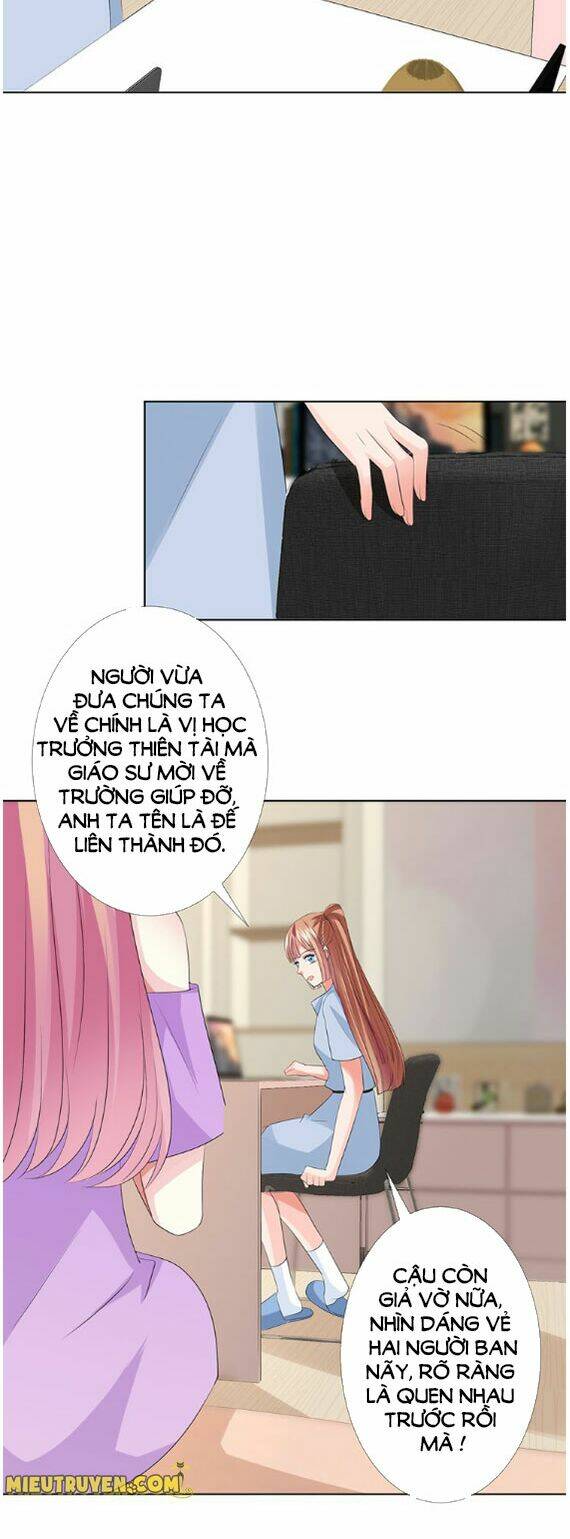 NGƯỜI VỪA
ĐƯA CHÚNG TA
VỀ CHÍNH LÀ VỊ HỌC
TRƯỞNG THIÊN TÀI MÀ
GIÁO SƯ MỜI VỀ
TRƯỜNG GIÚP ĐỠ,
ANH TA TÊN LÀ ĐẾ
LIÊN THÀNH ĐÓ.
CẬU CÒN
GIẢ VỜ NỮA,
NHÌN DÁNG VẺ
HAI NGƯỜI BAN
NÃY, RÕ RÀNG
LÀ QUEN NHAU
TRƯỚC RỒI
MÀ !
MIEUTRUYEN.COM